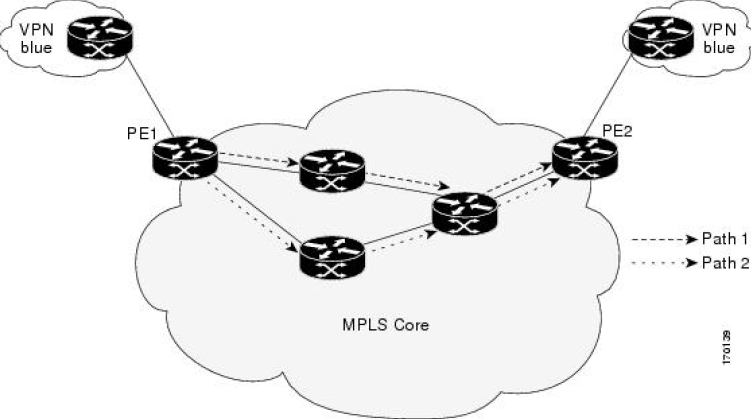 VPN
blue
VPN
blue
PE1
PE2
Path 1
Path 2
MPLS Core
170139